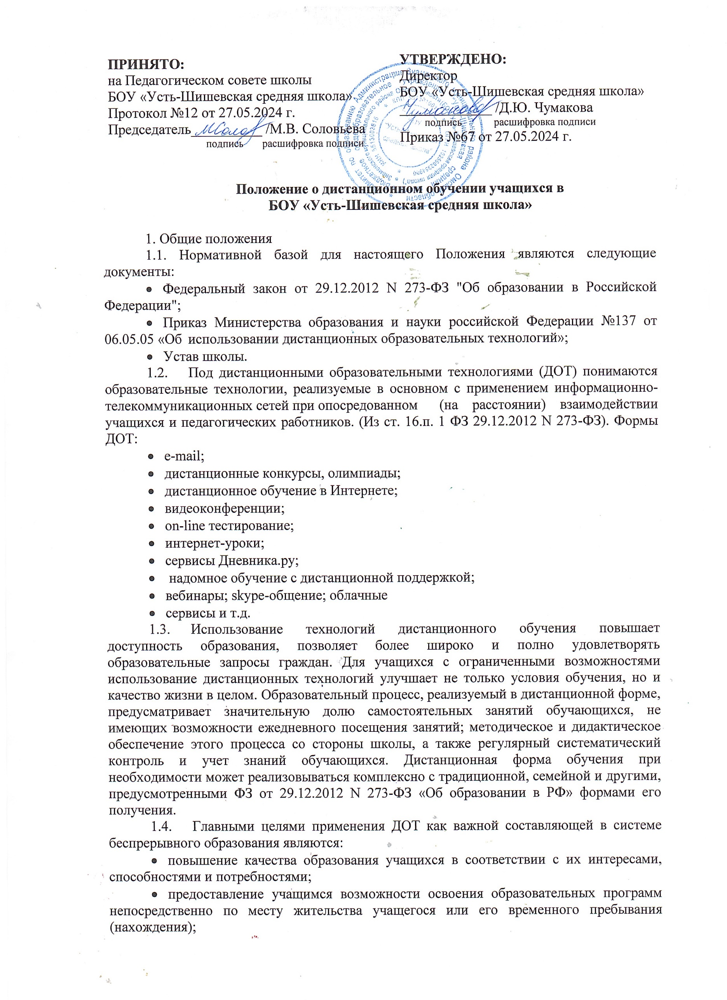 ПРИНЯТО:
на Педагогическом совете школы
БОУ «Усть-Шишевская средняя школа»
Протокол №12 от 27.05.2024 г.
Председатель /М.В. Соловьева
подпись расшифровка подписи
УТВЕРЖДЕНО:
Директор
БОУ «Усть-Шишевская средняя школа»
/Д.Ю. Чумакова
подпись расшифровка подписи
Приказ №67 от 27.05.2024 г.
Положение о дистанционном обучении учащихся в
БОУ «Усть-Шишевская средняя школа»
1. Общие положения
1.1. Нормативной базой для настоящего Положения являются следующие
документы:
• Федеральный закон от 29.12.2012 N 273-ФЗ "Об образовании в Российской
Федерации";
• Приказ Министерства образования и науки российской Федерации №137 от
06.05.05 «Об использовании дистанционных образовательных технологий»;
• Устав школы.
1.2. Под дистанционными образовательными технологиями (ДОТ) понимаются
образовательные технологии, реализуемые в основном с применением информационно-
телекоммуникационных сетей при опосредованном (на расстоянии) взаимодействии
учащихся и педагогических работников. (Из ст. 16.п. 1 ФЗ 29.12.2012 N 273-ФЗ). Формы
ДОТ:
• e-mail;
• дистанционные конкурсы, олимпиады;
• дистанционное обучение в Интернете;
• видеоконференции;
• on-line тестирование;
• интернет-уроки;
• сервисы Дневника.ру;
• надомное обучение с дистанционной поддержкой;
• вебинары; skype-общение; облачные
• сервисы и т.д.
1.3. Использование технологий дистанционного обучения повышает
доступность образования, позволяет более широко и полно удовлетворять
образовательные запросы граждан. Для учащихся с ограниченными возможностями
использование дистанционных технологий улучшает не только условия обучения, но и
качество жизни в целом. Образовательный процесс, реализуемый в дистанционной форме,
предусматривает значительную долю самостоятельных занятий обучающихся, не
имеющих возможности ежедневного посещения занятий; методическое и дидактическое
обеспечение этого процесса со стороны школы, а также регулярный систематический
контроль и учет знаний обучающихся. Дистанционная форма обучения при
необходимости может реализовываться комплексно с традиционной, семейной и другими,
предусмотренными ФЗ от 29.12.2012 N 273-ФЗ «Об образовании в РФ» формами его
получения.
1.4. Главными целями применения ДОТ как важной составляющей в системе
беспрерывного образования являются:
• повышение качества образования учащихся в соответствии с их интересами,
способностями и потребностями;
• предоставление учащимся возможности освоения образовательных программ
непосредственно по месту жительства учащегося или его временного пребывания
(нахождения);